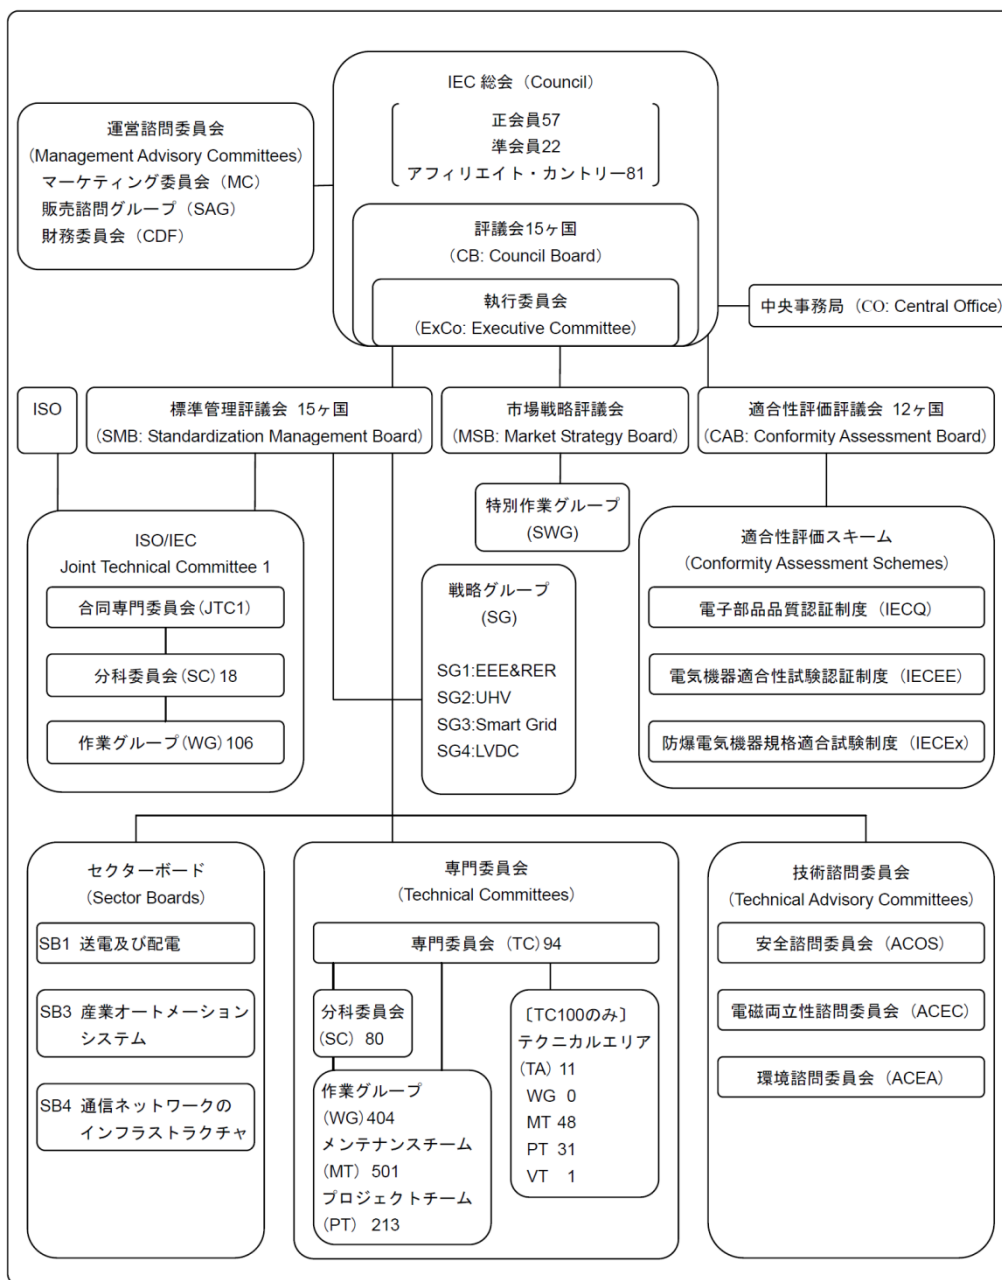 IEC 総会（Council）
正会員57
準会員22
アフィリエイト・カントリー81
運営諮問委員会
(Management Advisory Committees)
マーケティング委員会（MC）
販売諮問グループ（SAG）
財務委員会（CDF）
評議会15ヶ国
(CB: Council Board)
執行委員会
(ExCo: Executive Committee)
中央事務局（CO: Central Office）
ISO
標準管理評議会 15ヶ国
(SMB: Standardization Management Board)
市場戦略評議会
(MSB: Market Strategy Board)
適合性評価評議会 12ヶ国
(CAB: Conformity Assessment Board)
特別作業グループ
(SWG)
ISO/IEC
Joint Technical Committee 1
合同専門委員会(JTC1)
分科委員会(SC) 18
作業グループ(WG) 106
戦略グループ
(SG)
SG1:EEE&RER
SG2:UHV
SG3:Smart Grid
SG4:LVDC
適合性評価スキーム
(Conformity Assessment Schemes)
電子部品品質認証制度（IECQ）
電気機器適合性試験認証制度（IECEE）
防爆電気機器規格適合試験制度（IECEx）
セクターボード
(Sector Boards)
SB1 送電及び配電
SB3 産業オートメーション
システム
SB4 通信ネットワークの
インフラストラクチャ
専門委員会
(Technical Committees)
専門委員会（TC）94
分科委員会
(SC) 80
作業グループ
(WG) 404
メンテナンスチーム
(MT) 501
プロジェクトチーム
(PT) 213
〔TC100のみ〕
テクニカルエリア
(TA) 11
WG 0
MT 48
PT 31
VT 1
技術諮問委員会
(Technical Advisory Committees)
安全諮問委員会（ACOS）
電磁両立性諮問委員会（ACEC）
環境諮問委員会（ACEA）